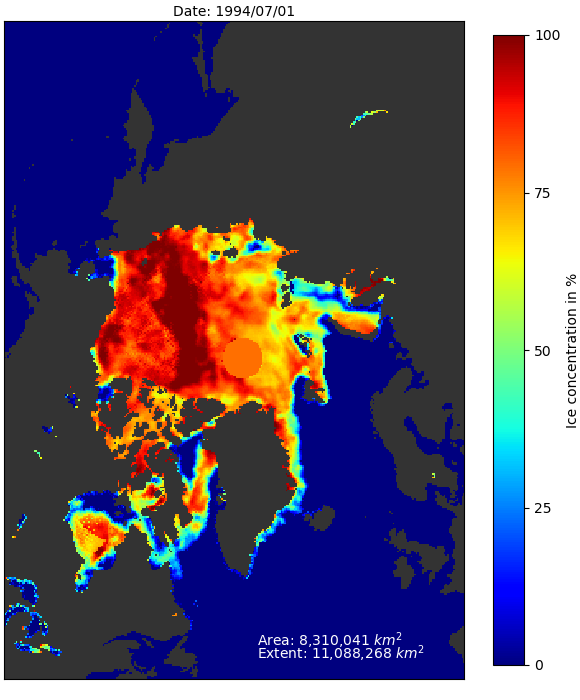 Date: 1994/07/01
100
75
50
25
0
Ice concentration in %
Area: 8,310,041 km²
Extent: 11,088,268 km²